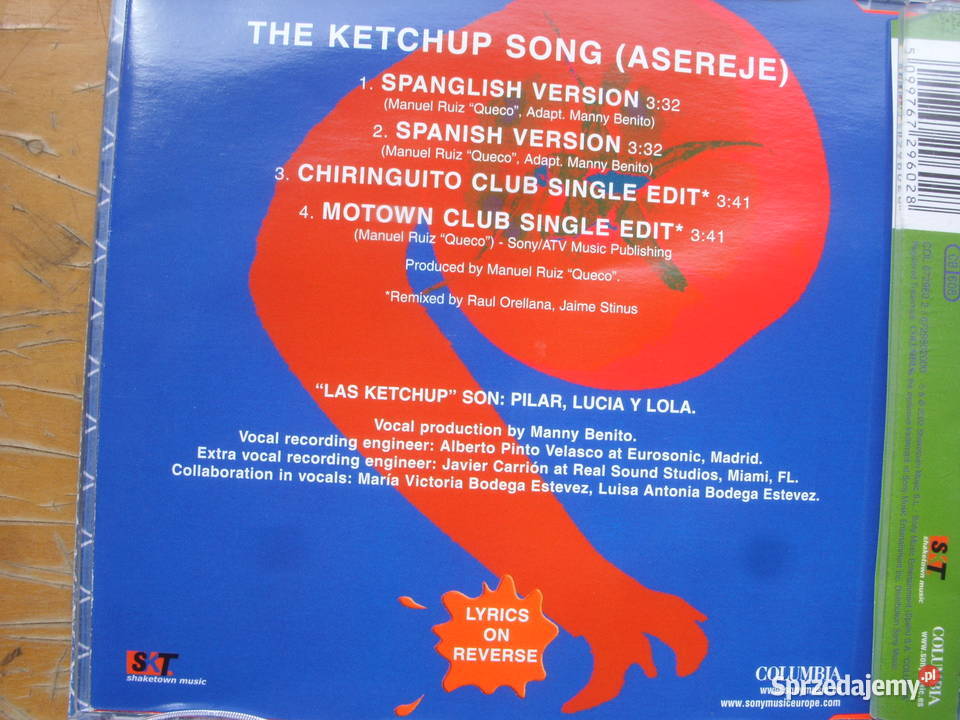 THE KETCHUP SONG (ASEREJE)
1. SPANGLISH VERSION 3:32
(Manuel Ruiz “Queco”, Adapt. Manny Benito)
2. SPANISH VERSION 3:32
(Manuel Ruiz “Queco”, Adapt. Manny Benito)
3. CHIRINGUITO CLUB SINGLE EDIT* 3:41
4. MOTOWN CLUB SINGLE EDIT* 3:41
(Manuel Ruiz “Queco”) - Sony/ATV Music Publishing
Produced by Manuel Ruiz “Queco”.
*Remixed by Raul Orellana, Jaime Stinus
“LAS KETCHUP” SON: PILAR, LUCIA Y LOLA.
Vocal production by Manny Benito.
Vocal recording engineer: Alberto Pinto Velasco at Eurosonic, Madrid.
Extra vocal recording engineer: Javier Carrión at Real Sound Studios, Miami, FL.
Collaboration in vocals: María Victoria Bodega Estevez, Luisa Antonia Bodega Estevez.
LYRICS
ON
REVERSE
SKT.
shaketown music
COLUMBIA
www.sonymusiceurope.com
5099767296028
SKT
shaketown music
COLUMBIA
Sprzedajemy.pl